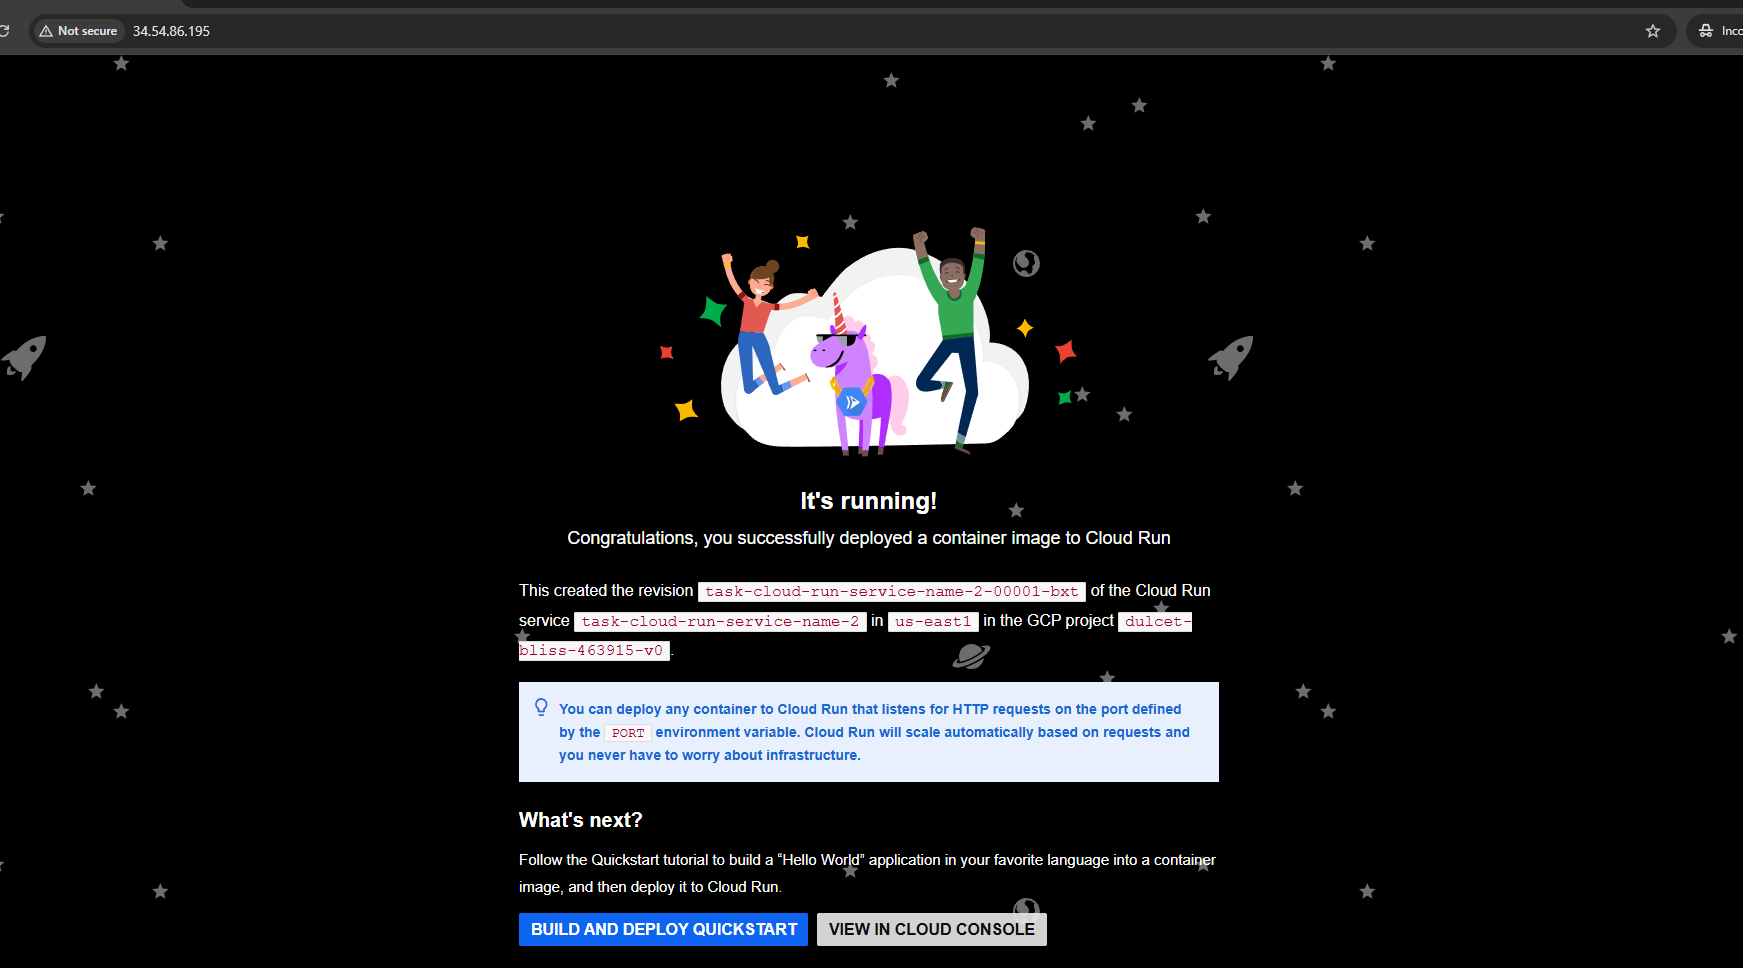 Not secure 34.54.86.195
Inco
It's running!
Congratulations, you successfully deployed a container image to Cloud Run
This created the revision task-cloud-run-service-name-2-00001-bxt of the Cloud Run
service task-cloud-run-service-name-2 in us-east1 in the GCP project dulcet-
bliss-463915-v0.
You can deploy any container to Cloud Run that listens for HTTP requests on the port defined
by the PORT environment variable. Cloud Run will scale automatically based on requests and
you never have to worry about infrastructure.
What's next?
Follow the Quickstart tutorial to build a “Hello World” application in your favorite language into a container
image, and then deploy it to Cloud Run.
BUILD AND DEPLOY QUICKSTART VIEW IN CLOUD CONSOLE